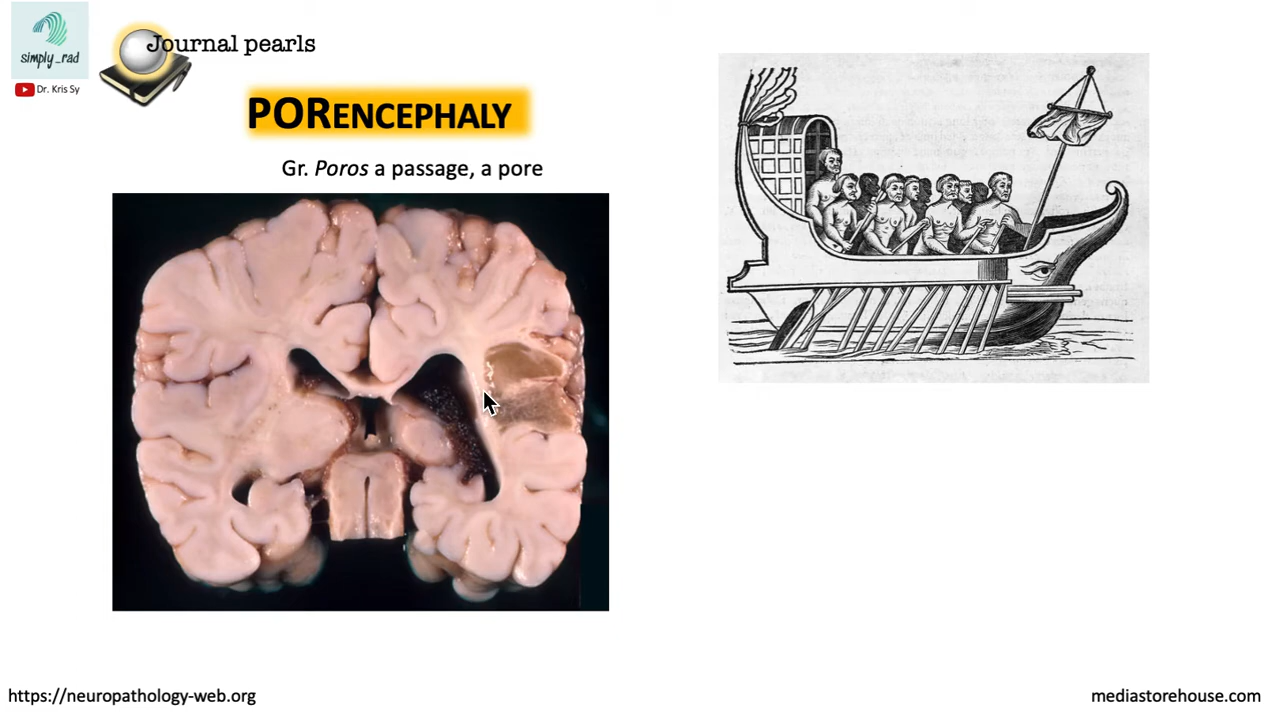 simply_rad
Dr. Kris Sy
Journal pearls
PORENCEPHALY
Gr. Poros a passage, a pore
https://neuropathology-web.org
mediastorehouse.com